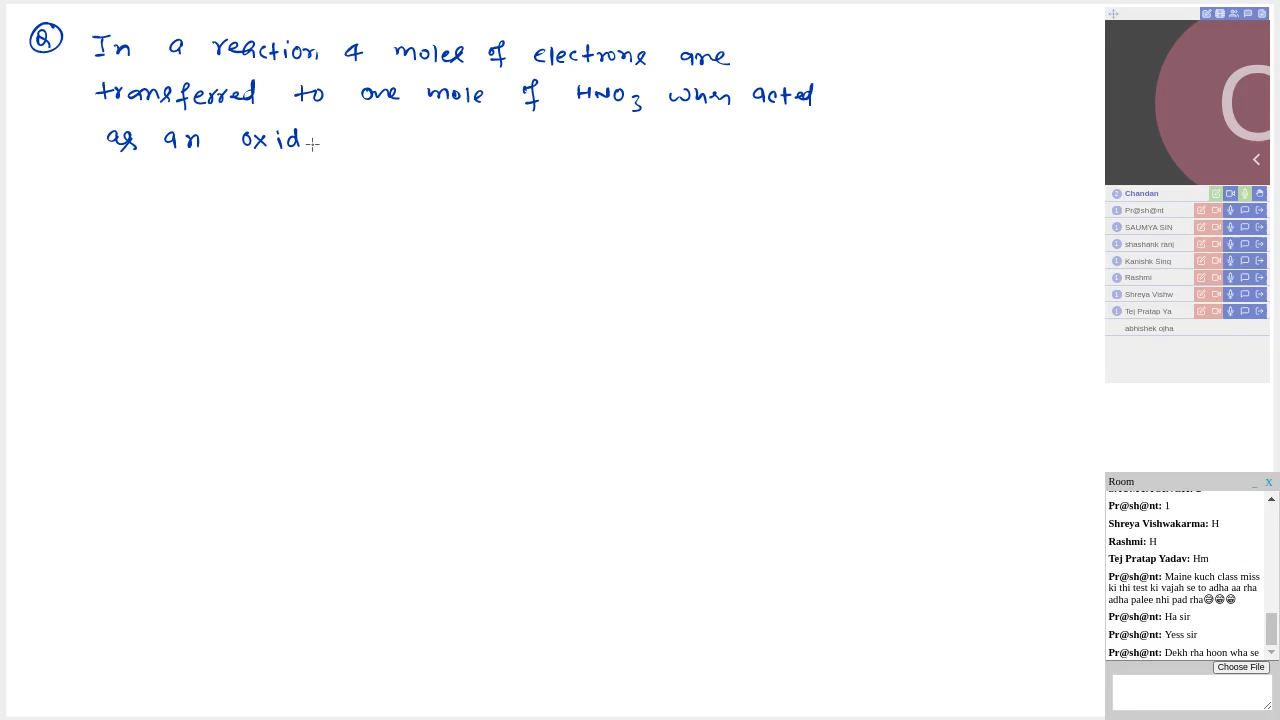 Q In a reaction, 4 moles of electrons are
transferred to one mole of HNO3 when acted
as an oxid
C
Chandan
Pr@sh@nt
SAUMYA SIN
shashank ranj
Kanishk Sing
Rashmi
Shreya Vishw
Tej Pratap Ya
abhishek ojha
Room _ X
Pr@sh@nt: 1
Shreya Vishwakarma: H
Rashmi: H
Tej Pratap Yadav: Hm
Pr@sh@nt: Maine kuch class miss
ki thi test ki vajah se to adha aa rha
adha palee nhi pad rha😅😁😁
Pr@sh@nt: Ha sir
Pr@sh@nt: Yess sir
Pr@sh@nt: Dekh rha hoon wha se
Choose File